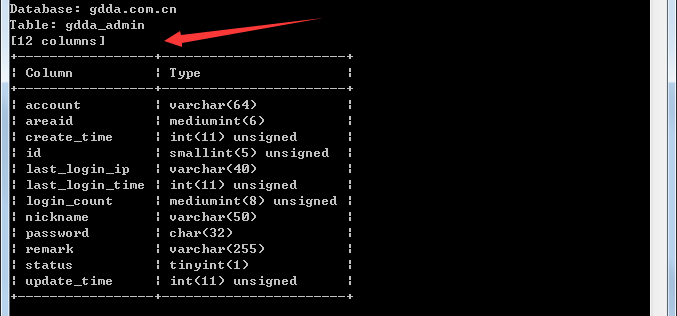 Database: gdda.com.cn
Table: gdda_admin
[12 columns]
+-----------------+-----------------------+
¦ Column ¦ Type ¦
+-----------------+-----------------------+
¦ account ¦ varchar(64) ¦
¦ areaid ¦ mediumint(6) ¦
¦ create_time ¦ int(11) unsigned ¦
¦ id ¦ smallint(5) unsigned ¦
¦ last_login_ip ¦ varchar(40) ¦
¦ last_login_time ¦ int(11) unsigned ¦
¦ login_count ¦ mediumint(8) unsigned ¦
¦ nickname ¦ varchar(50) ¦
¦ password ¦ char(32) ¦
¦ remark ¦ varchar(255) ¦
¦ status ¦ tinyint(1) ¦
¦ update_time ¦ int(11) unsigned ¦
+-----------------+-----------------------+